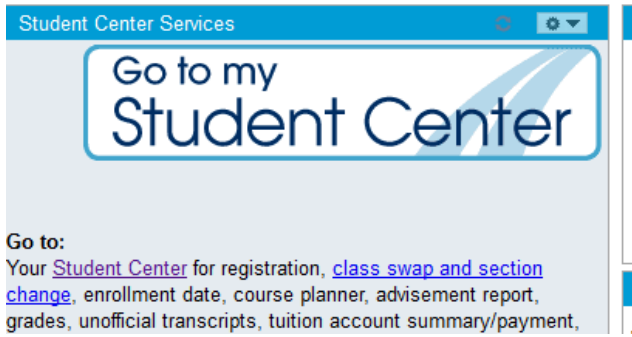 Student Center Services
Go to my
Student Center
Go to:
Your Student Center for registration, class swap and section
change, enrollment date, course planner, advisement report,
grades, unofficial transcripts, tuition account summary/payment,